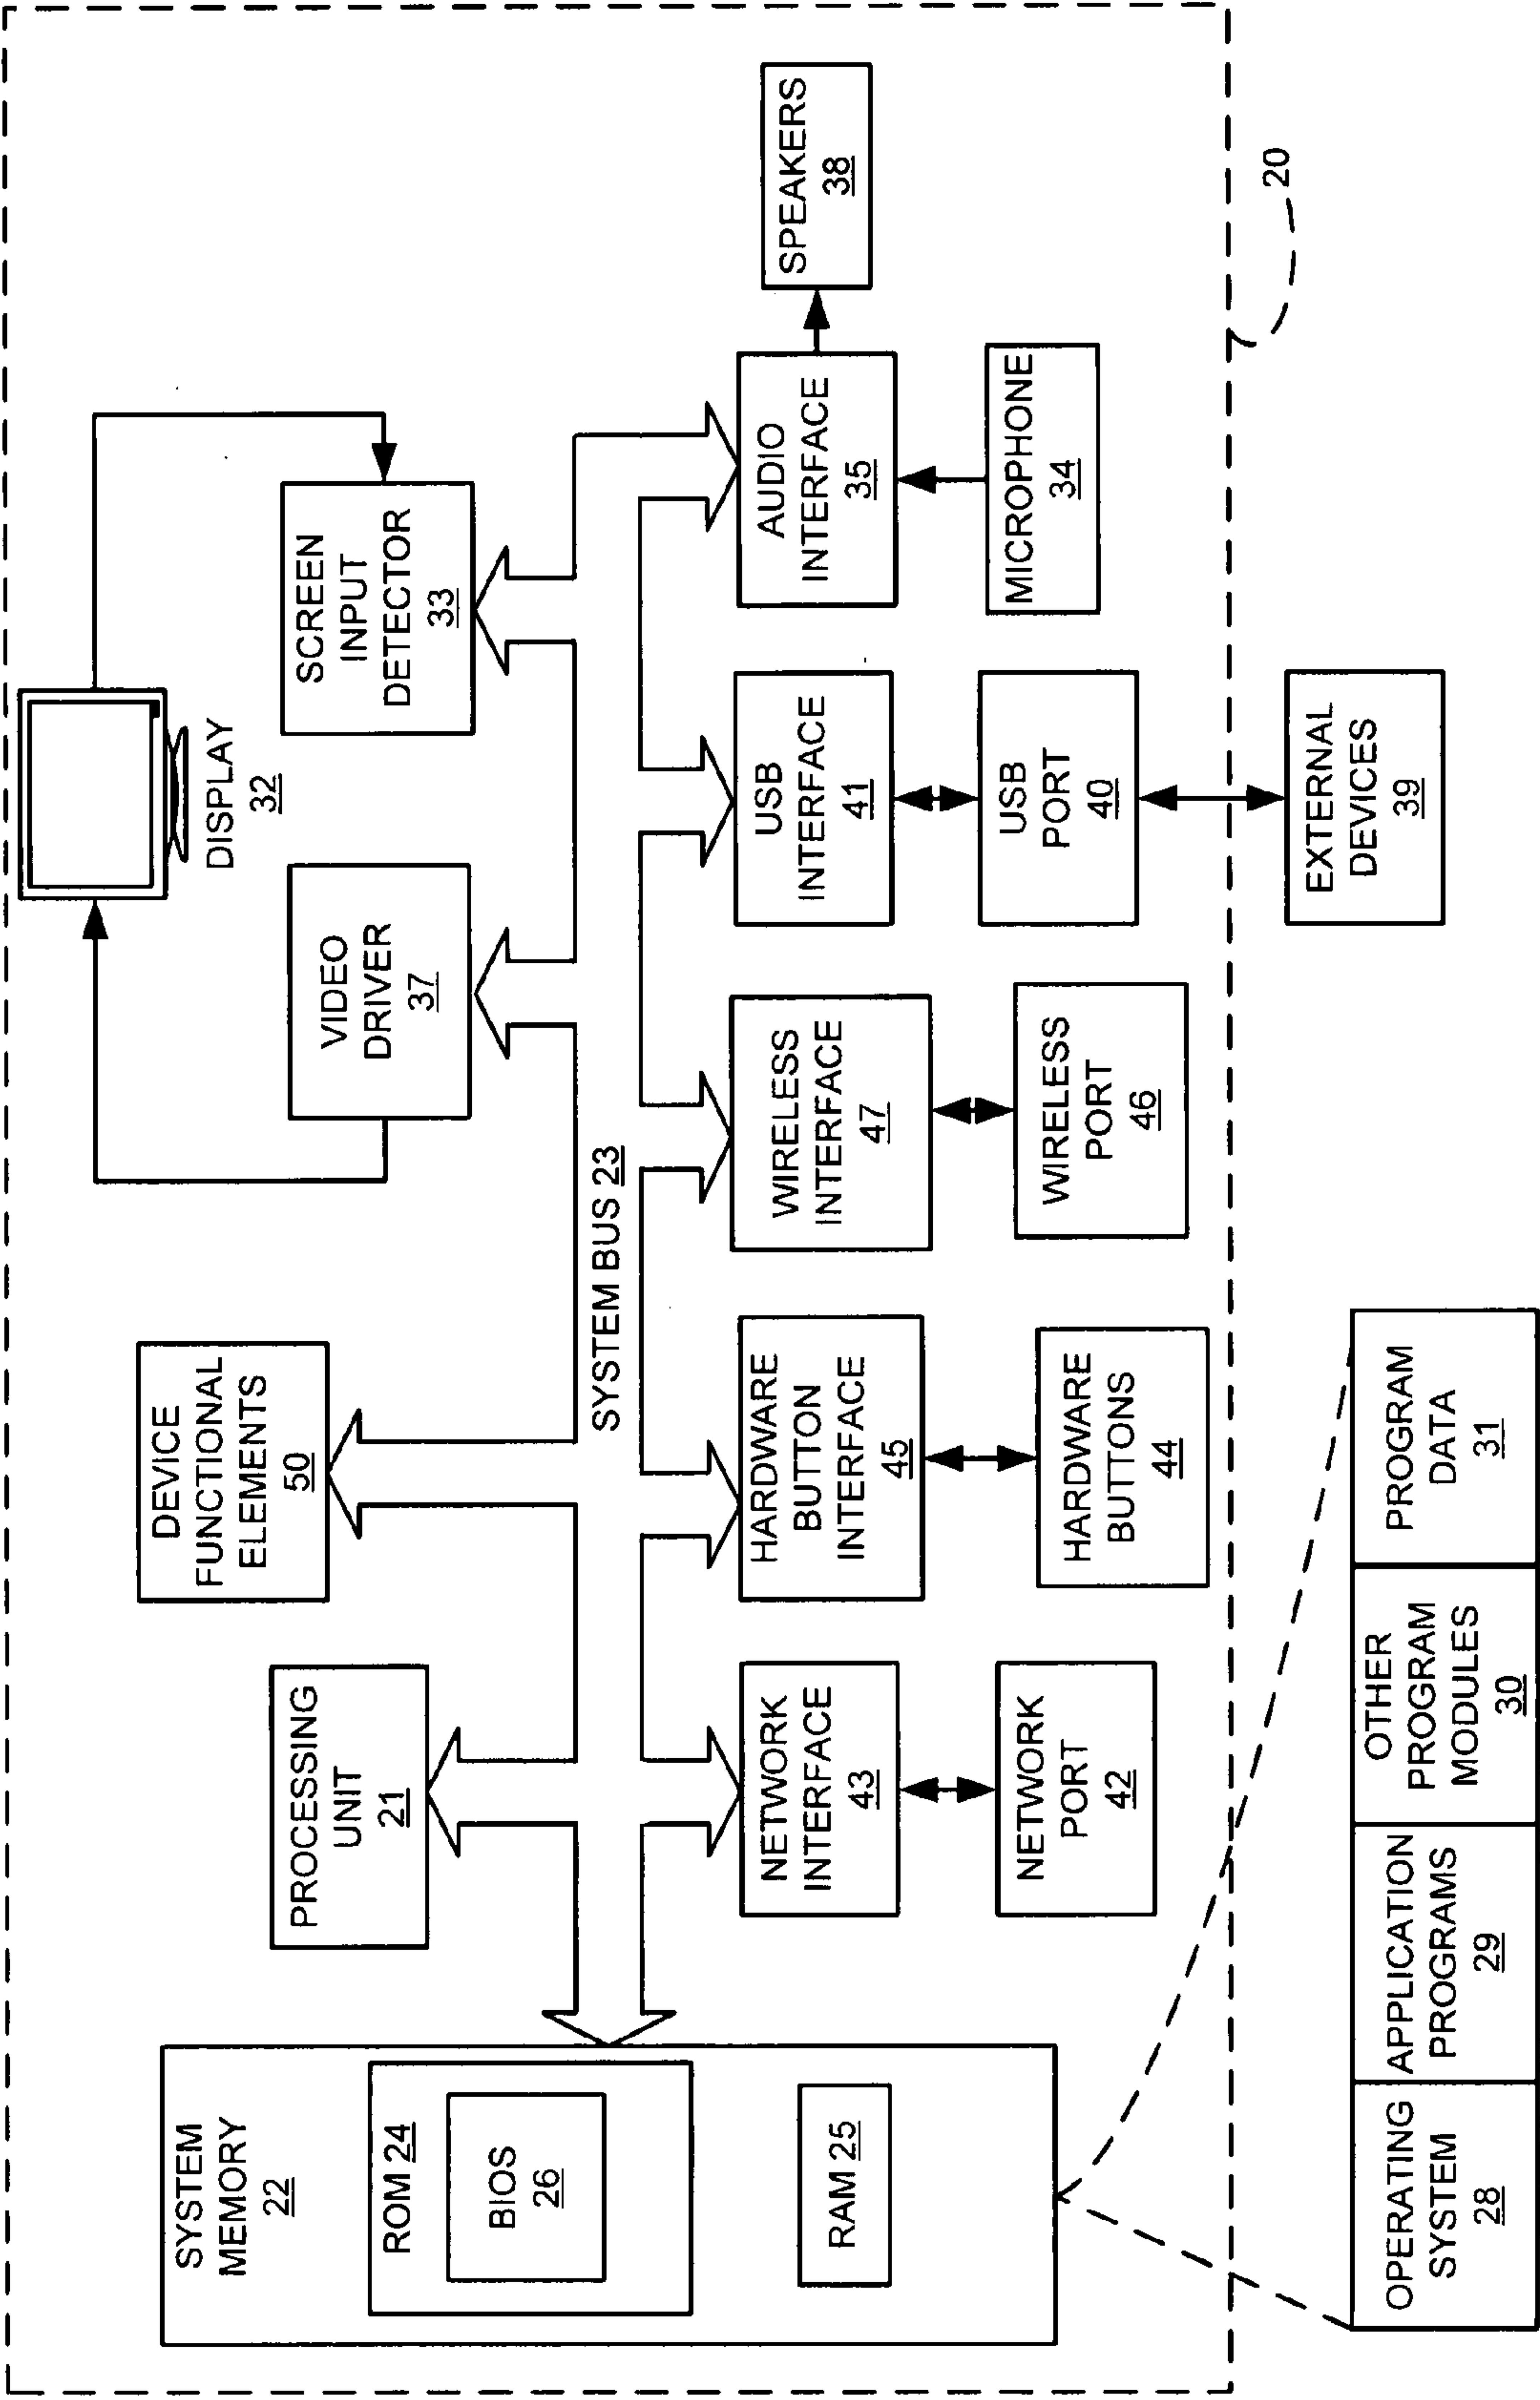 SYSTEM
MEMORY
22
ROM 24
BIOS
26
RAM 25
PROCESSING
UNIT
21
DEVICE
FUNCTIONAL
ELEMENTS
50
VIDEO
DRIVER
37
DISPLAY
32
SCREEN
INPUT
DETECTOR
33
SYSTEM BUS 23
NETWORK
INTERFACE
43
HARDWARE
BUTTON
INTERFACE
45
WIRELESS
INTERFACE
47
USB
INTERFACE
41
AUDIO
INTERFACE
35
SPEAKERS
38
NETWORK
PORT
42
HARDWARE
BUTTONS
44
WIRELESS
PORT
46
USB
PORT
40
MICROPHONE
34
20
EXTERNAL
DEVICES
39
OPERATING
SYSTEM
28
APPLICATION
PROGRAMS
29
OTHER
PROGRAM
MODULES
30
PROGRAM
DATA
31